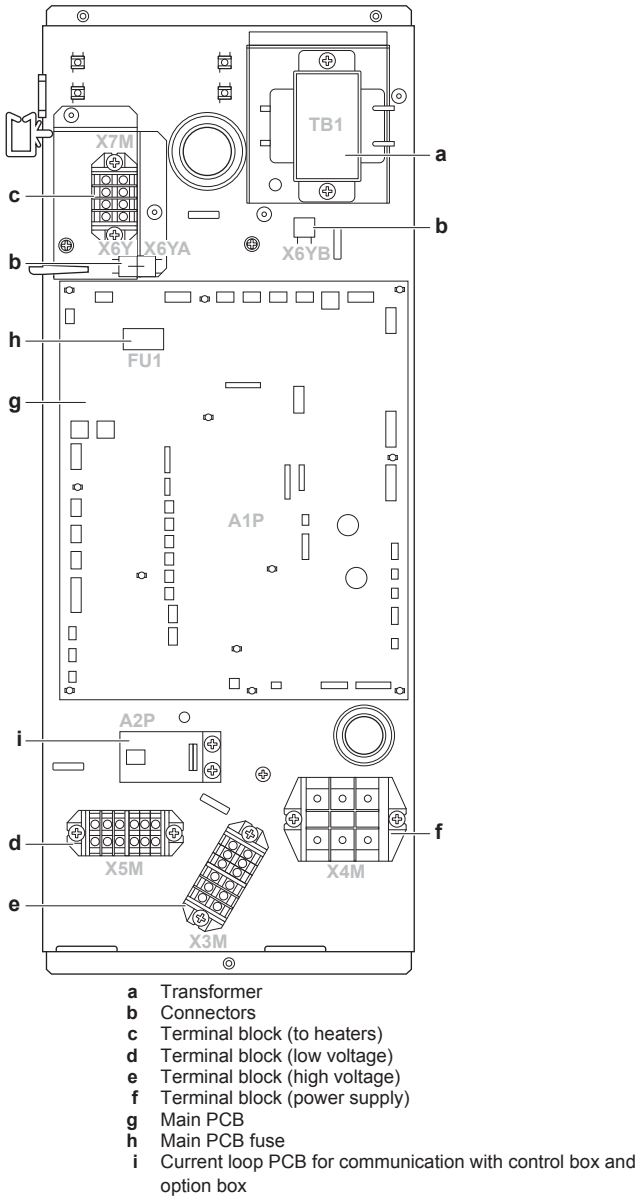 TB1
a
X7M
c
b
X6Y X6YA
X6YB
b
h
FU1
g
A1P
A2P
i
d
X5M
f
X4M
e
X3M
a Transformer
b Connectors
c Terminal block (to heaters)
d Terminal block (low voltage)
e Terminal block (high voltage)
f Terminal block (power supply)
g Main PCB
h Main PCB fuse
i Current loop PCB for communication with control box and
option box